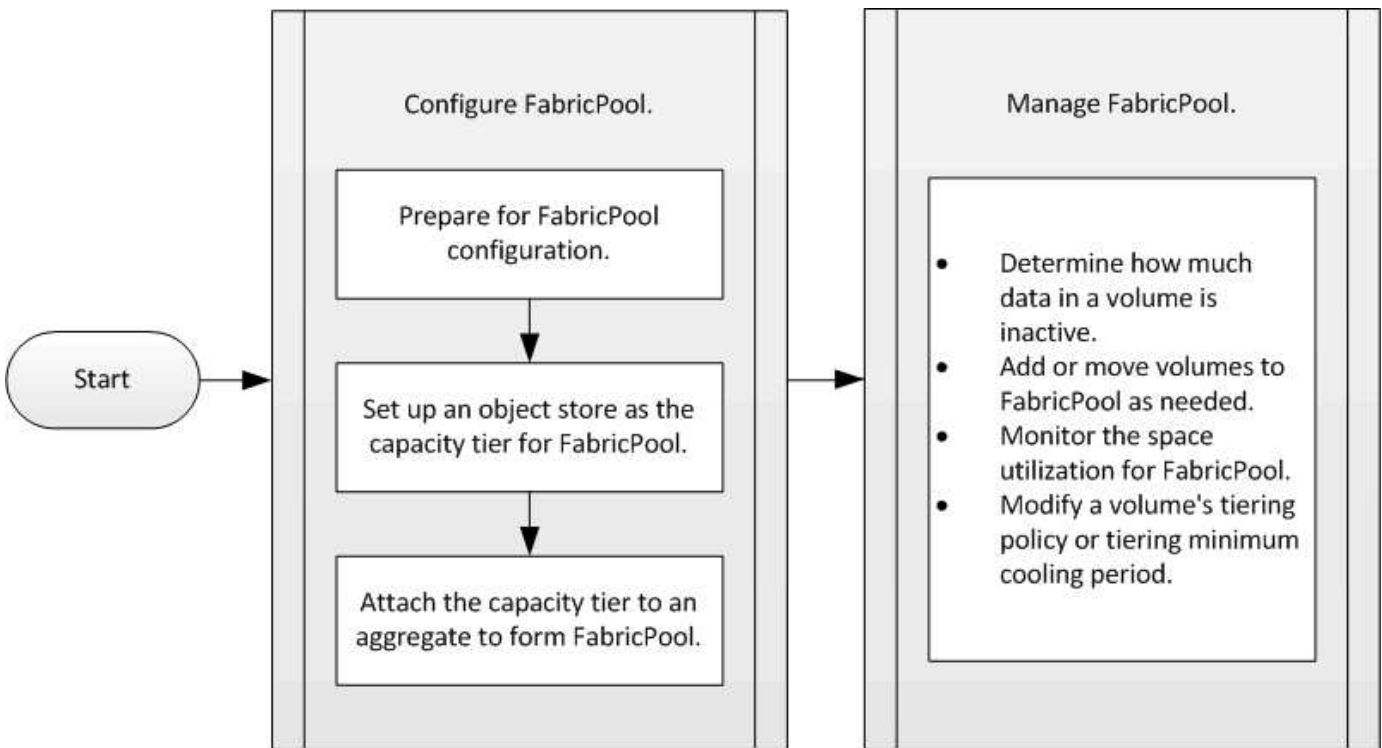 Start
Configure FabricPool.
Prepare for FabricPool
configuration.
Set up an object store as the
capacity tier for FabricPool.
Attach the capacity tier to an
aggregate to form FabricPool.
Manage FabricPool.
• Determine how much
data in a volume is
inactive.
• Add or move volumes to
FabricPool as needed.
• Monitor the space
utilization for FabricPool.
• Modify a volume's tiering
policy or tiering minimum
cooling period.